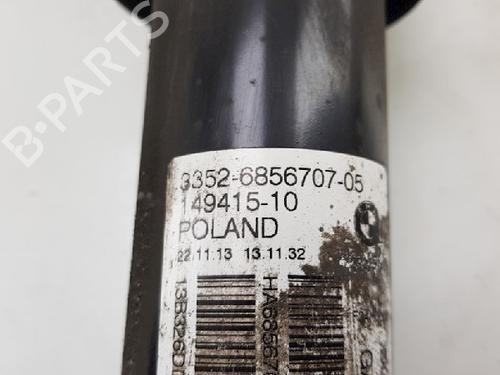 B-PARTS
3352-6856707-05
149415-10
POLAND
22.11.13 13.11.32